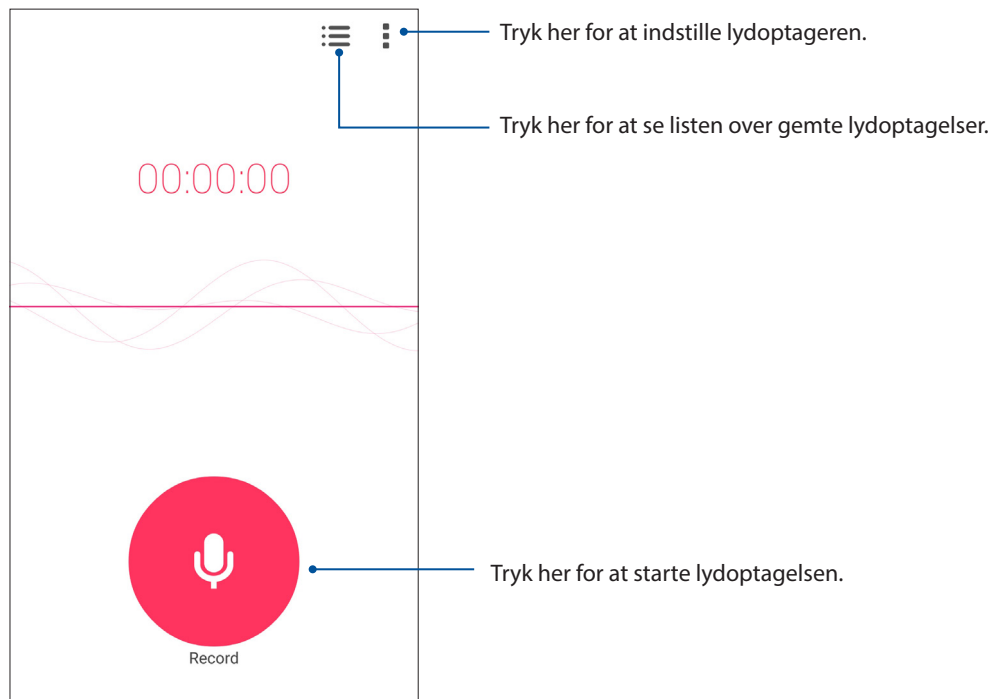 Tryk her for at indstille lydoptageren.
Tryk her for at se listen over gemte lydoptagelser.
00:00:00
Tryk her for at starte lydoptagelsen.
Record